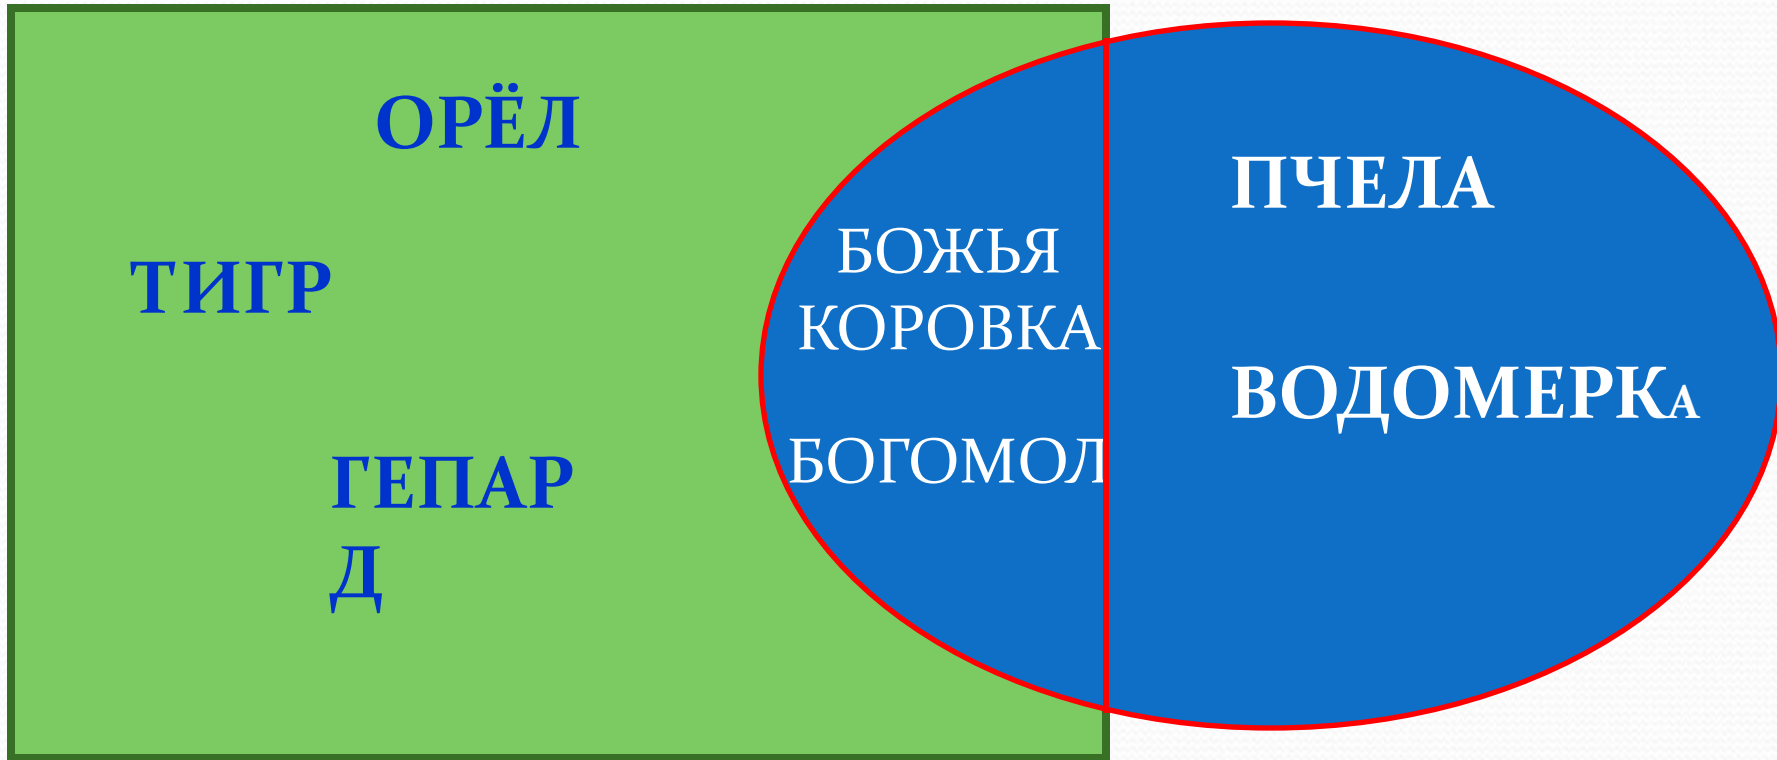 ОРЁЛ
ТИГР
ГЕПАР
Д
БОЖЬЯ
КОРОВКА
БОГОМОЛ
ПЧЕЛА
ВОДОМЕРКА